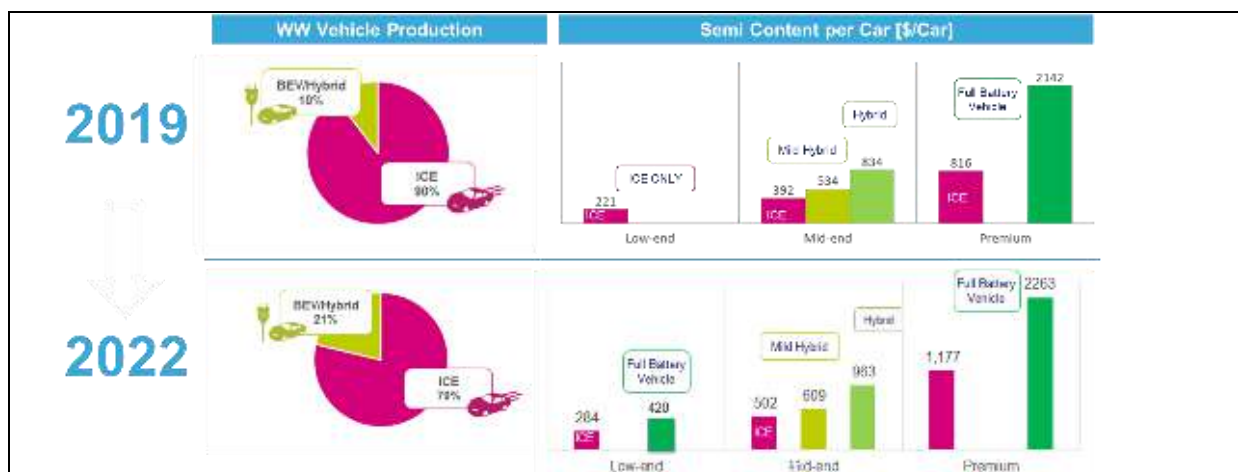 WW Vehicle Production
Semi Content per Car [$/Car]
2019
BEV/Hybrid
10%
ICE
90%
ICE ONLY
221
ICE
Low-end
Hybrid
Mild Hybrid
834
534
392
ICE
Mid-end
Full Battery
Vehicle
2142
816
ICE
Premium
2022
BEV/Hybrid
21%
ICE
79%
Full Battery
Vehicle
284
420
ICE
Low-end
Hybrid
Mild Hybrid
963
609
502
ICE
Mid-end
Full Battery
Vehicle
2263
1,177
Premium